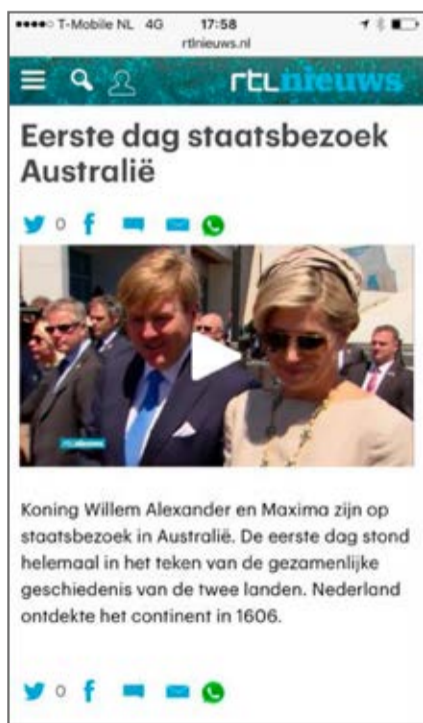 T-Mobile NL 4G 17:58
rtlnieuws.nl
rtlnieuws
Eerste dag staatsbezoek
Australië
0
rtlnieuws
Koning Willem Alexander en Maxima zijn op
staatsbezoek in Australië. De eerste dag stond
helemaal in het teken van de gezamenlijke
geschiedenis van de twee landen. Nederland
ontdekte het continent in 1606.
0